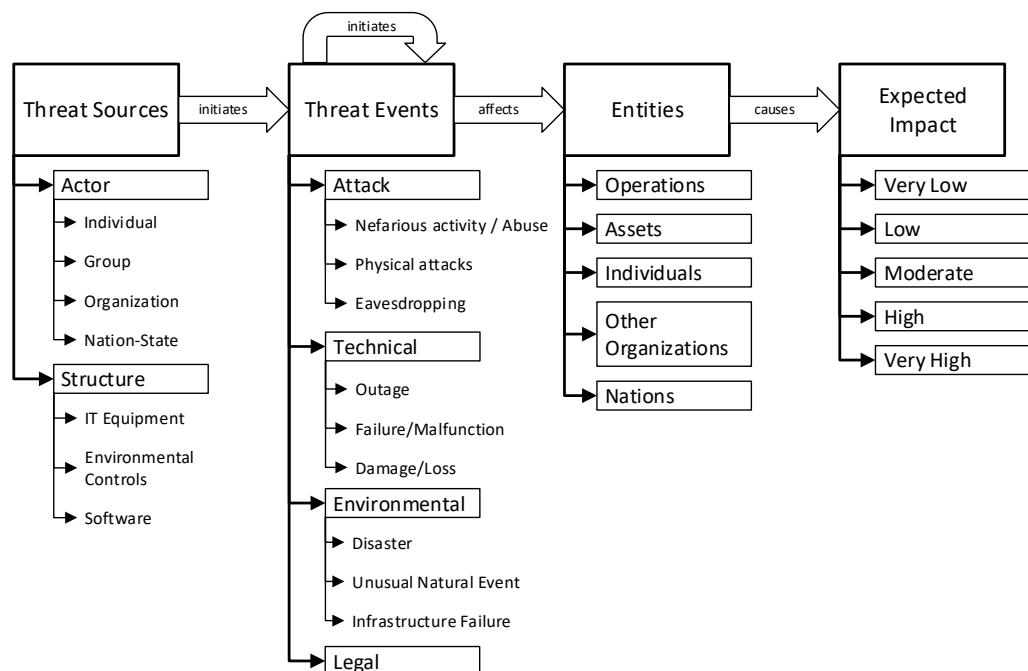 initiates
Threat Sources
initiates
Threat Events
affects
Entities
causes
Expected
Impact
Actor
Individual
Group
Organization
Nation-State
Structure
IT Equipment
Environmental
Controls
Software
Attack
Nefarious activity / Abuse
Physical attacks
Eavesdropping
Technical
Outage
Failure/Malfunction
Damage/Loss
Environmental
Disaster
Unusual Natural Event
Infrastructure Failure
Legal
Operations
Assets
Individuals
Other
Organizations
Nations
Very Low
Low
Moderate
High
Very High